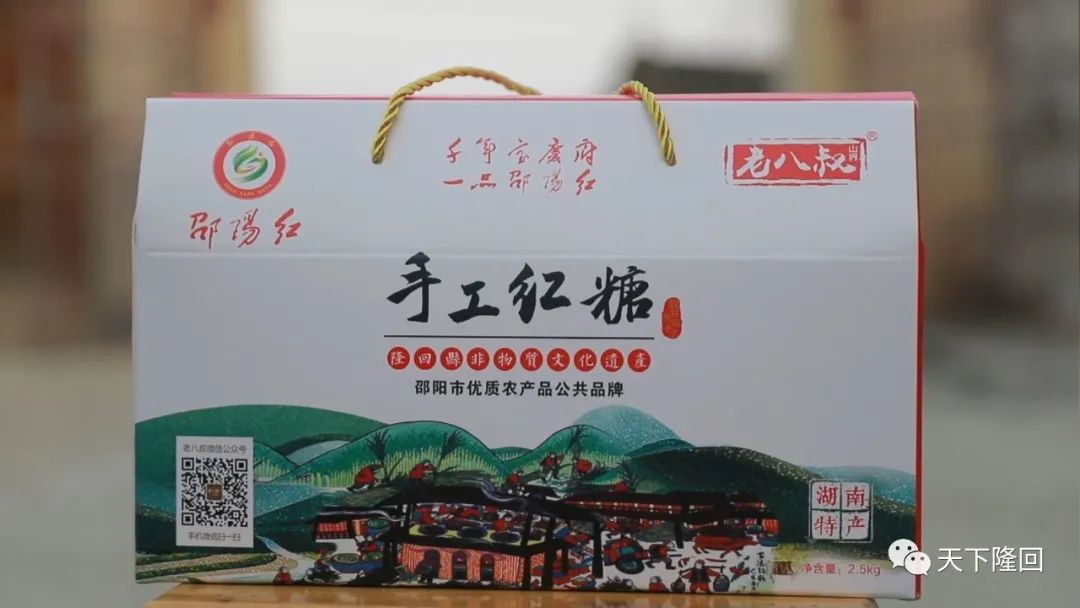 千年宝庆府
一品邵陽红
老八叔
®
邵陽红
手工红糖
隆回縣非物質文化遺產
邵阳市优质农产品公共品牌
老八叔微信公众号
手机微信扫一扫
湖南
特产
净含量：2.5kg
天下隆回